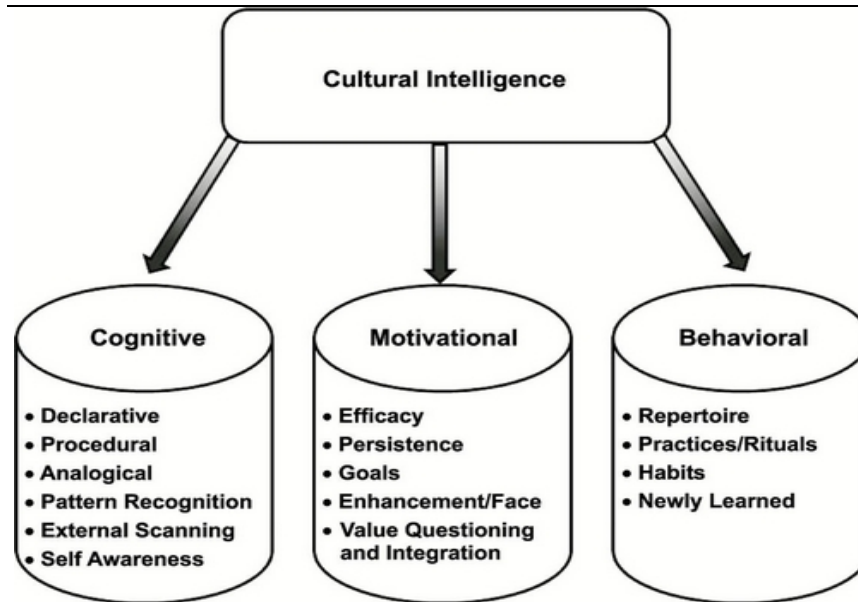 Cultural Intelligence
Cognitive
• Declarative
• Procedural
• Analogical
• Pattern Recognition
• External Scanning
• Self Awareness
Motivational
• Efficacy
• Persistence
• Goals
• Enhancement/Face
• Value Questioning
and Integration
Behavioral
• Repertoire
• Practices/Rituals
• Habits
• Newly Learned